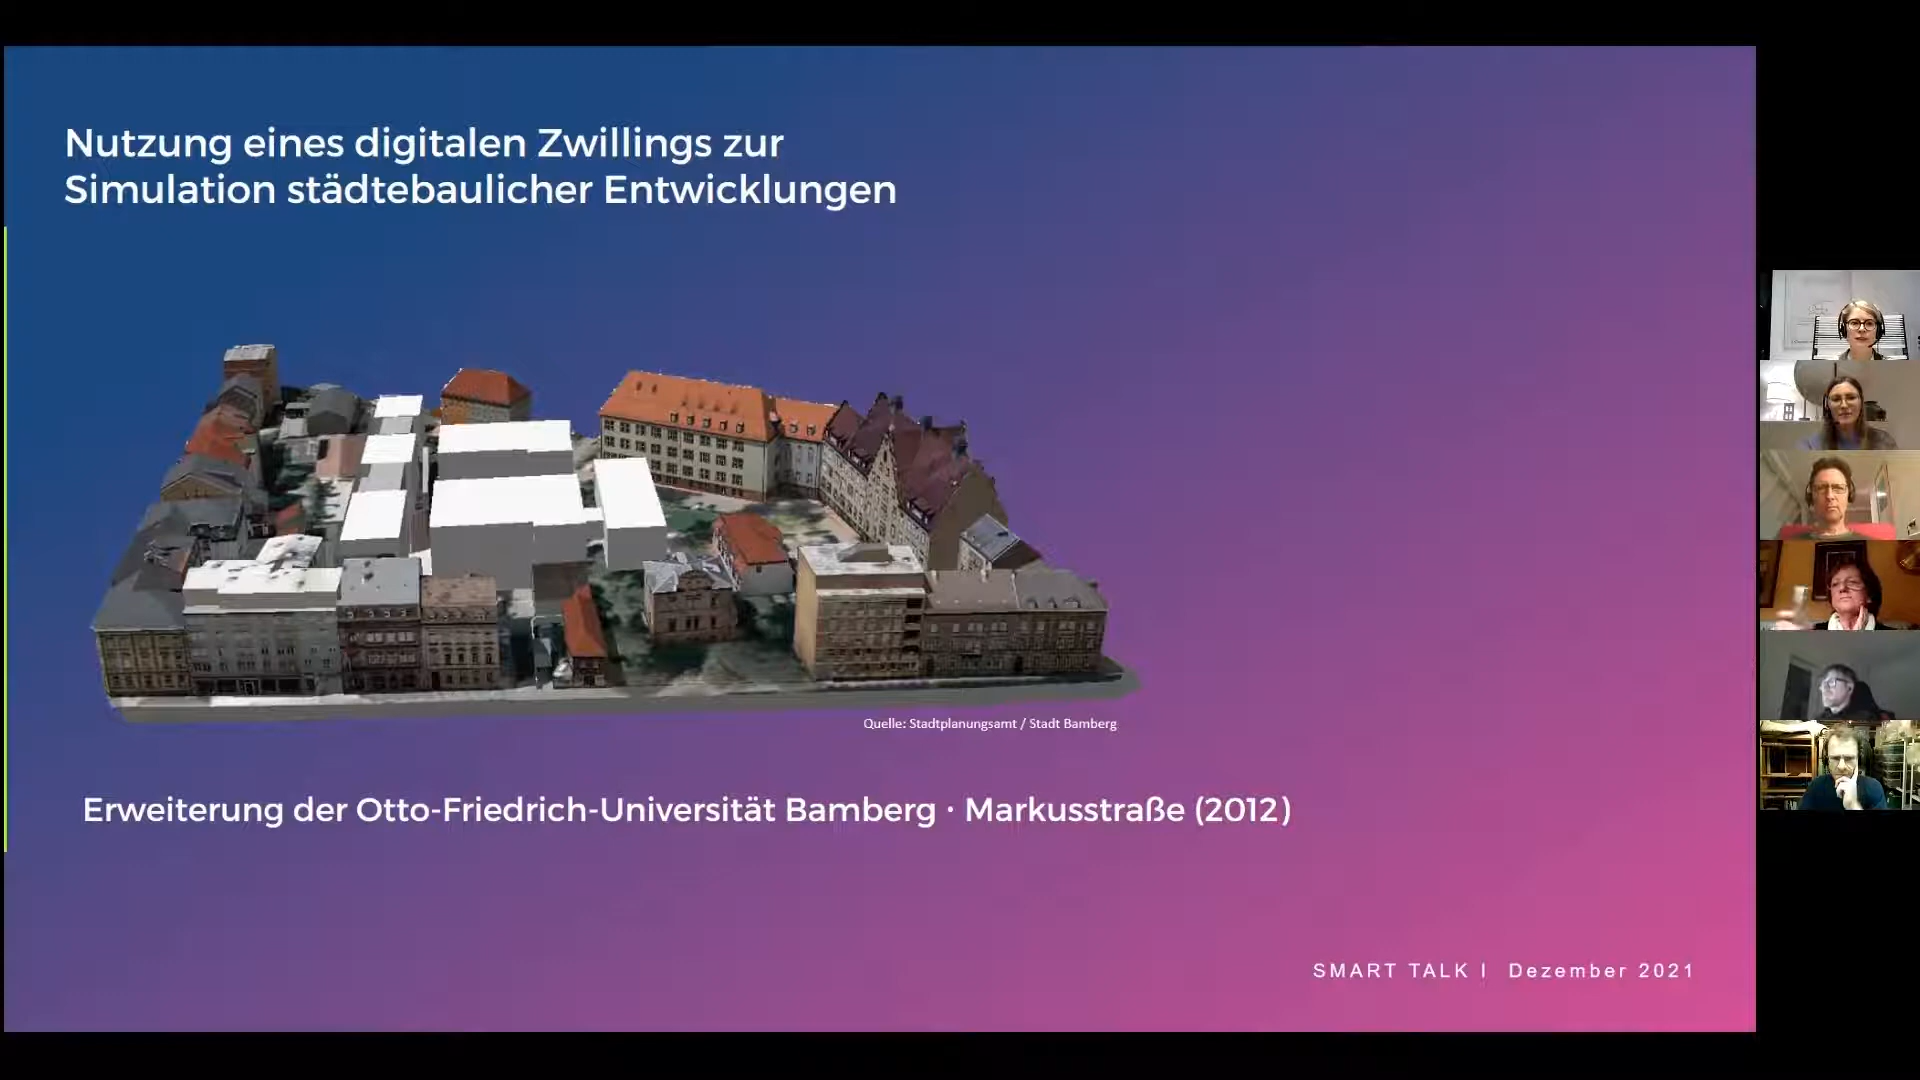 Nutzung eines digitalen Zwillings zur
Simulation städtebaulicher Entwicklungen
Quelle: Stadtplanungsamt / Stadt Bamberg
Erweiterung der Otto-Friedrich-Universität Bamberg · Markusstraße (2012)
SMART TALK I Dezember 2021